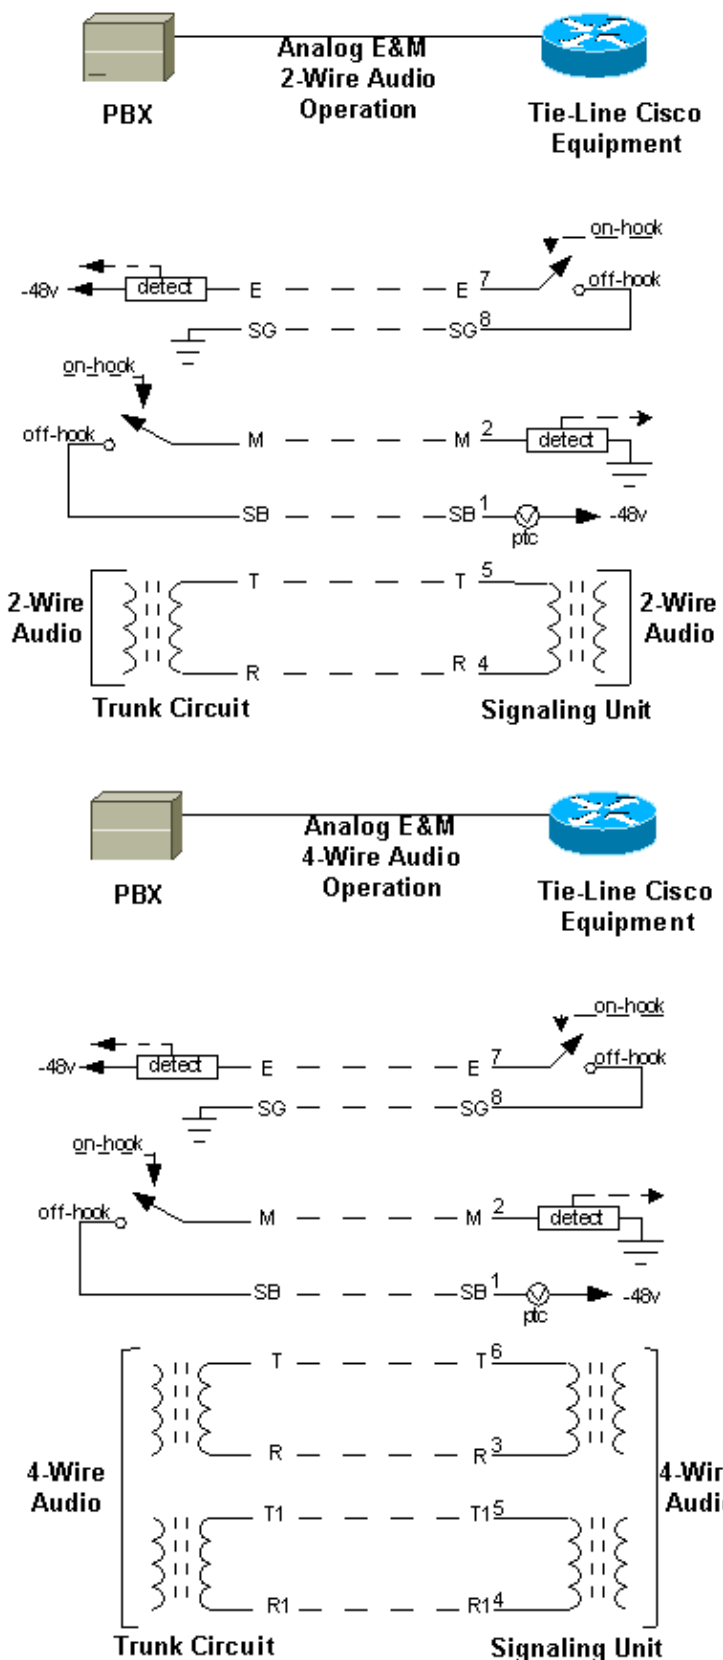 Analog E&M
2-Wire Audio
Operation
PBX
Tie-Line Cisco
Equipment
on-hook
-48v
detect
E
E
7
off-hook
SG
SG
8
on-hook
off-hook
M
M
2
detect
SB
SB
1
-48v
ptc
2-Wire
Audio
T
T
5
R
R
4
2-Wire
Audio
Trunk Circuit
Signaling Unit
Analog E&M
4-Wire Audio
Operation
PBX
Tie-Line Cisco
Equipment
on-hook
-48v
detect
E
E
7
off-hook
SG
SG
8
on-hook
off-hook
M
M
2
detect
SB
SB
1
-48v
ptc
T
T
6
R
R
3
4-Wire
Audio
T1
T1
5
R1
R1
4
4-Wir
Audi
Trunk Circuit
Signaling Unit